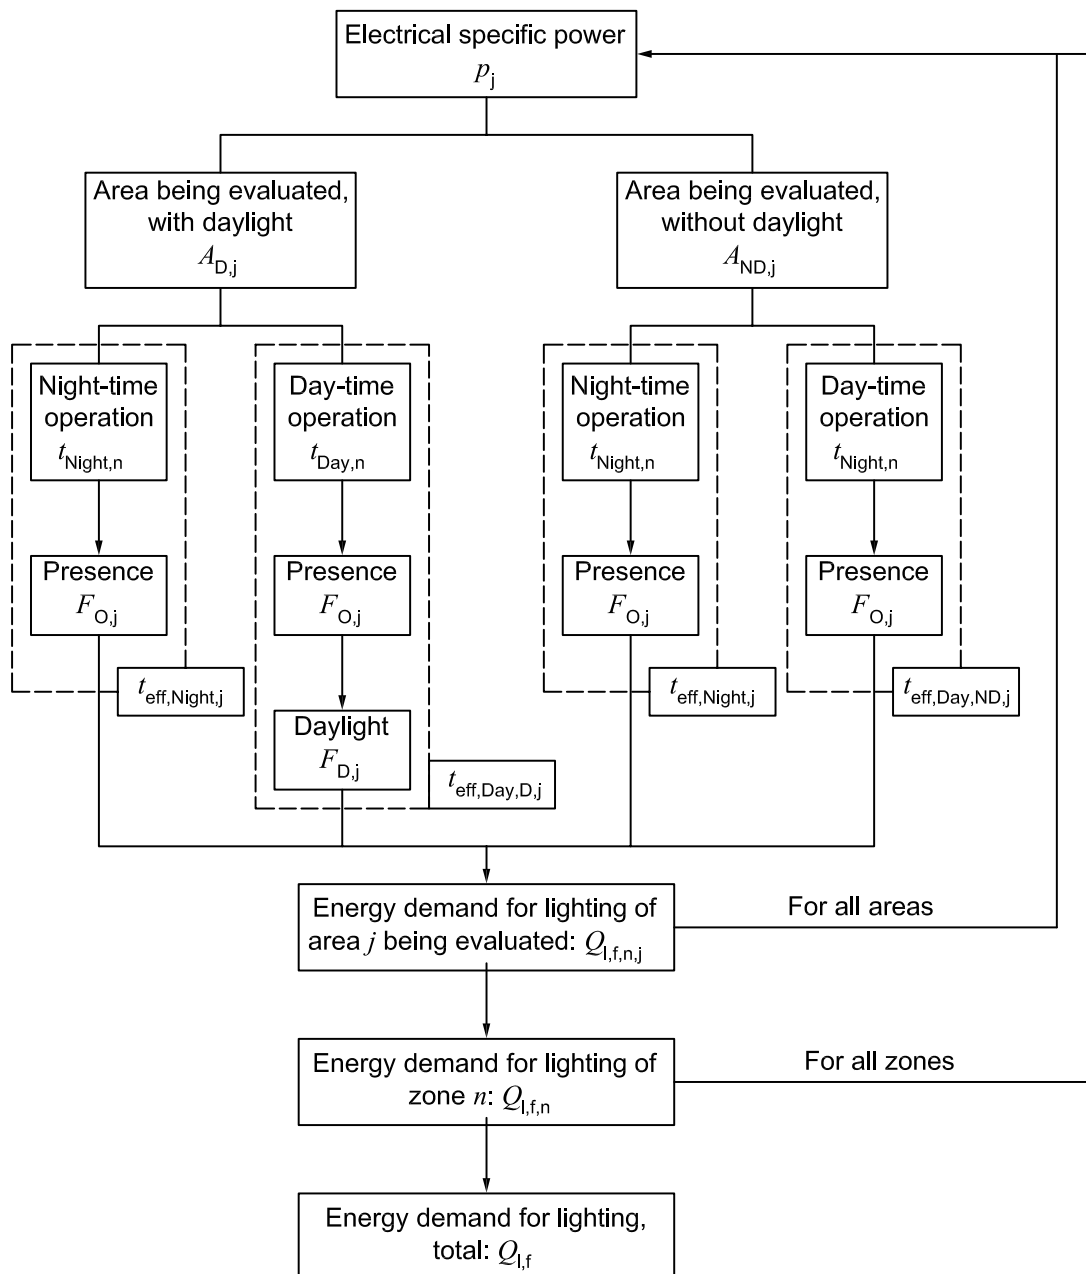 Electrical specific power
p_j
Area being evaluated,
with daylight
A_D,j
Area being evaluated,
without daylight
A_ND,j
Night-time
operation
t_Night,n
Day-time
operation
t_Day,n
Night-time
operation
t_Night,n
Day-time
operation
t_Night,n
Presence
F_O,j
Presence
F_O,j
Presence
F_O,j
Presence
F_O,j
t_eff,Night,j
t_eff,Night,j
t_eff,Day,ND,j
Daylight
F_D,j
t_eff,Day,D,j
Energy demand for lighting of
area j being evaluated: Q_l,f,n,j
For all areas
Energy demand for lighting of
zone n: Q_l,f,n
For all zones
Energy demand for lighting,
total: Q_l,f